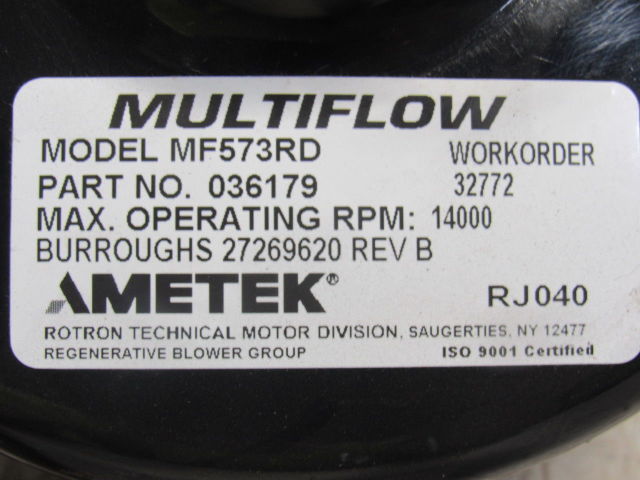 MULTIFLOW
MODEL MF573RD WORKORDER
PART NO. 036179 32772
MAX. OPERATING RPM: 14000
BURROUGHS 27269620 REV B
AMETEK® RJ040
ROTRON TECHNICAL MOTOR DIVISION, SAUGERTIES, NY 12477
REGENERATIVE BLOWER GROUP ISO 9001 Certified